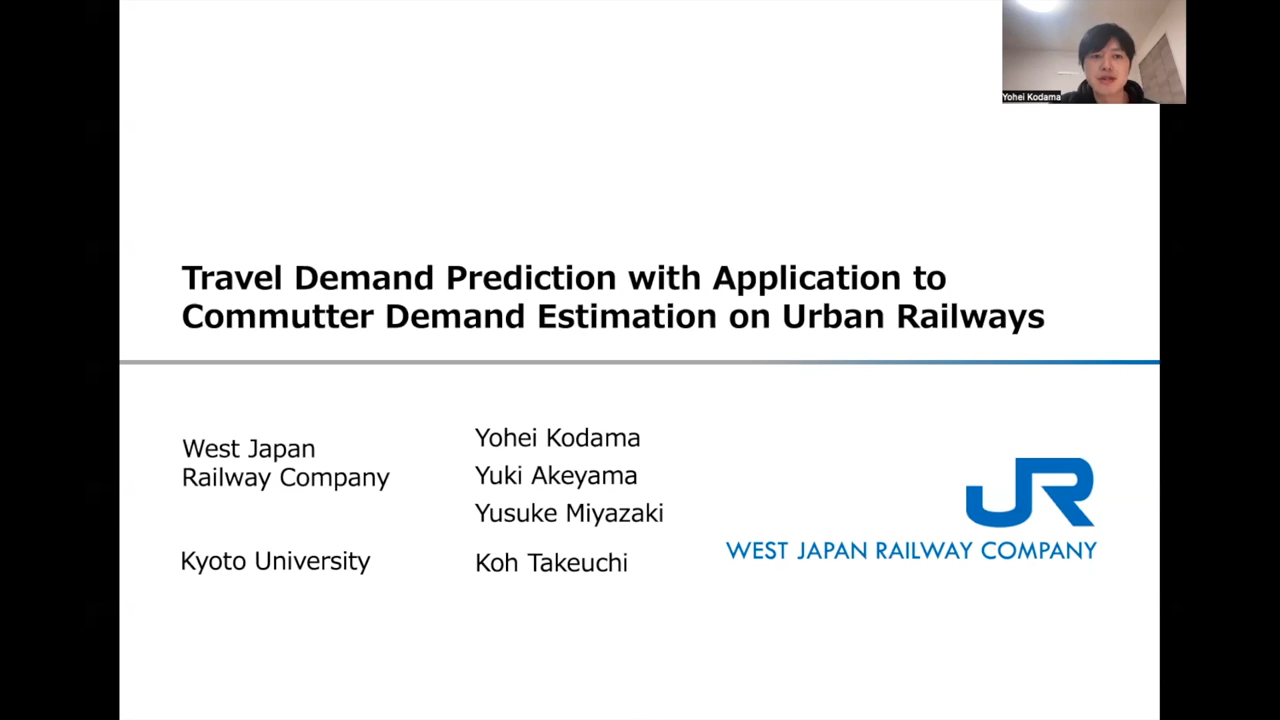 Yohei Kodama
Travel Demand Prediction with Application to
Commutter Demand Estimation on Urban Railways
West Japan
Railway Company
Yohei Kodama
Yuki Akeyama
Yusuke Miyazaki
Kyoto University
Koh Takeuchi
JR
WEST JAPAN RAILWAY COMPANY